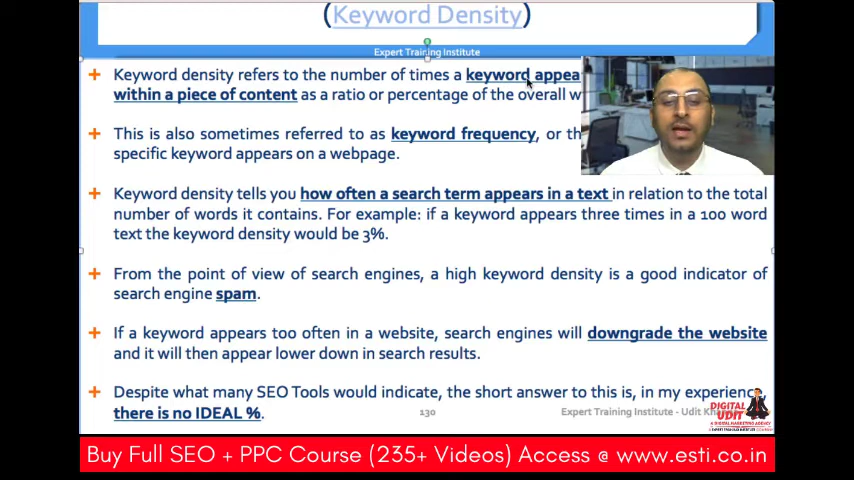 (Keyword Density)
Expert Training Institute
Keyword density refers to the number of times a keyword appea
within a piece of content as a ratio or percentage of the overall w
This is also sometimes referred to as keyword frequency, or th
specific keyword appears on a webpage.
Keyword density tells you how often a search term appears in a text in relation to the total
number of words it contains. For example: if a keyword appears three times in a 100 word
text the keyword density would be 3%.
From the point of view of search engines, a high keyword density is a good indicator of
search engine spam.
If a keyword appears too often in a website, search engines will downgrade the website
and it will then appear lower down in search results.
Despite what many SEO Tools would indicate, the short answer to this is, in my experienc
there is no IDEAL %.
130
Expert Training Institute - Udit Kha
DIGITAL
UDIT
A DIGITAL MARKETING AGENCY
Buy Full SEO + PPC Course (235+ Videos) Access @ www.esti.co.in